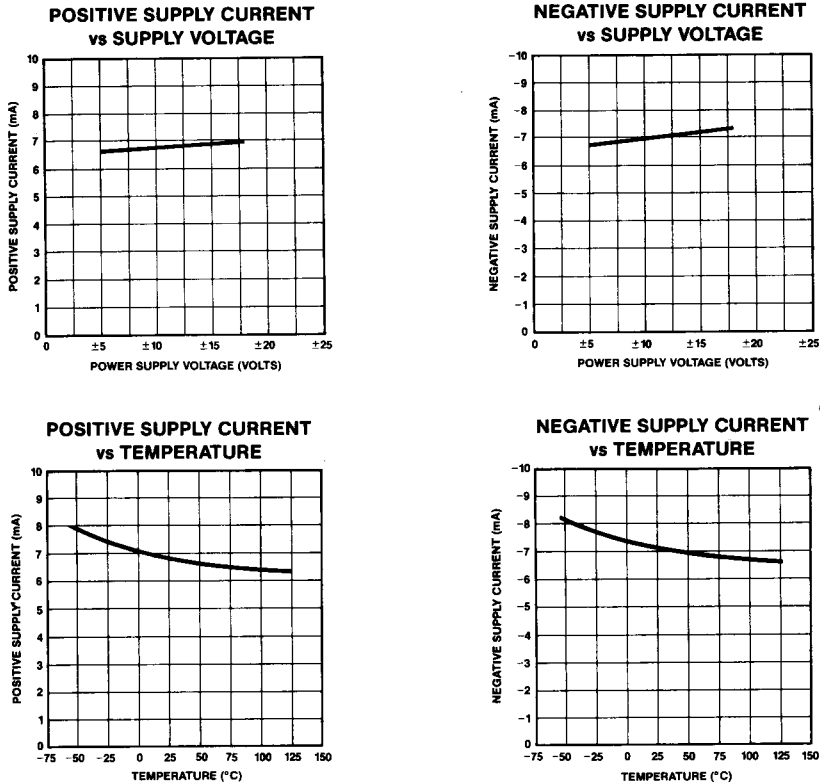 POSITIVE SUPPLY CURRENT
vs SUPPLY VOLTAGE
10
9
8
7
6
5
4
3
2
1
0
POSITIVE SUPPLY CURRENT (mA)
0 ±5 ±10 ±15 ±20 ±25
POWER SUPPLY VOLTAGE (VOLTS)
NEGATIVE SUPPLY CURRENT
vs SUPPLY VOLTAGE
-10
-9
-8
-7
-6
-5
-4
-3
-2
-1
0
NEGATIVE SUPPLY CURRENT (mA)
0 ±5 ±10 ±15 ±20 ±25
POWER SUPPLY VOLTAGE (VOLTS)
POSITIVE SUPPLY CURRENT
vs TEMPERATURE
10
9
8
7
6
5
4
3
2
1
0
POSITIVE SUPPLY CURRENT (mA)
-75 -50 -25 0 25 50 75 100 125 150
TEMPERATURE (°C)
NEGATIVE SUPPLY CURRENT
vs TEMPERATURE
-10
-9
-8
-7
-6
-5
-4
-3
-2
-1
0
NEGATIVE SUPPLY CURRENT (mA)
-75 -50 -25 0 25 50 75 100 125 150
TEMPERATURE (°C)